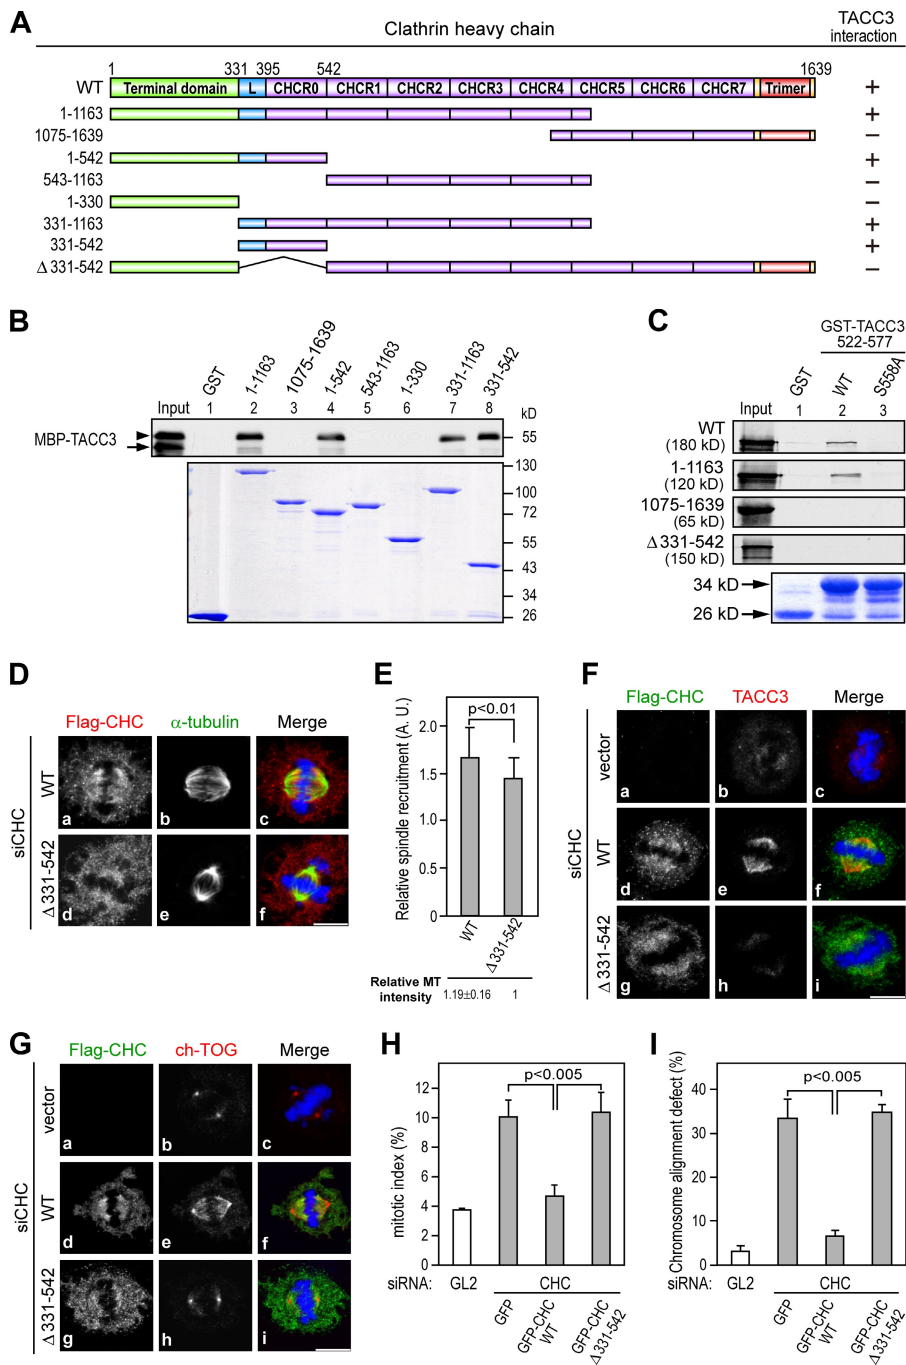 A
Clathrin heavy chain
TACC3
interaction
1 331 395 542 1639
WT Terminal domain L CHCR0 CHCR1 CHCR2 CHCR3 CHCR4 CHCR5 CHCR6 CHCR7 Trimer +
1-1163 +
1075-1639 −
1-542 +
543-1163 −
1-330 −
331-1163 +
331-542 +
Δ331-542 −
B
GST 1-1163 1075-1639 1-542 543-1163 1-330 331-1163 331-542
Input 1 2 3 4 5 6 7 8 kD
MBP-TACC3
55
130
100
72
55
43
34
26
C
GST-TACC3
522-577
GST WT S558A
Input 1 2 3
WT
(180 kD)
1-1163
(120 kD)
1075-1639
(65 kD)
Δ331-542
(150 kD)
34 kD
26 kD
D
Flag-CHC α-tubulin Merge
siCHC
WT
a b c
Δ331-542
d e f
E
Relative spindle recruitment (A. U.)
p<0.01
2.0
1.5
1.0
0.5
0
WT Δ331-542
Relative MT
intensity
1.19±0.16 1
F
Flag-CHC TACC3 Merge
siCHC
vector
a b c
WT
d e f
Δ331-542
g h i
G
Flag-CHC ch-TOG Merge
siCHC
vector
a b c
WT
d e f
Δ331-542
g h i
H
mitotic index (%)
p<0.005
12
10
8
6
4
2
0
siRNA: GL2 CHC
GFP
GFP-CHC
WT
GFP-CHC
Δ331-542
I
Chromosome alignment defect (%)
p<0.005
40
30
20
10
0
siRNA: GL2 CHC
GFP
GFP-CHC
WT
GFP-CHC
Δ331-542